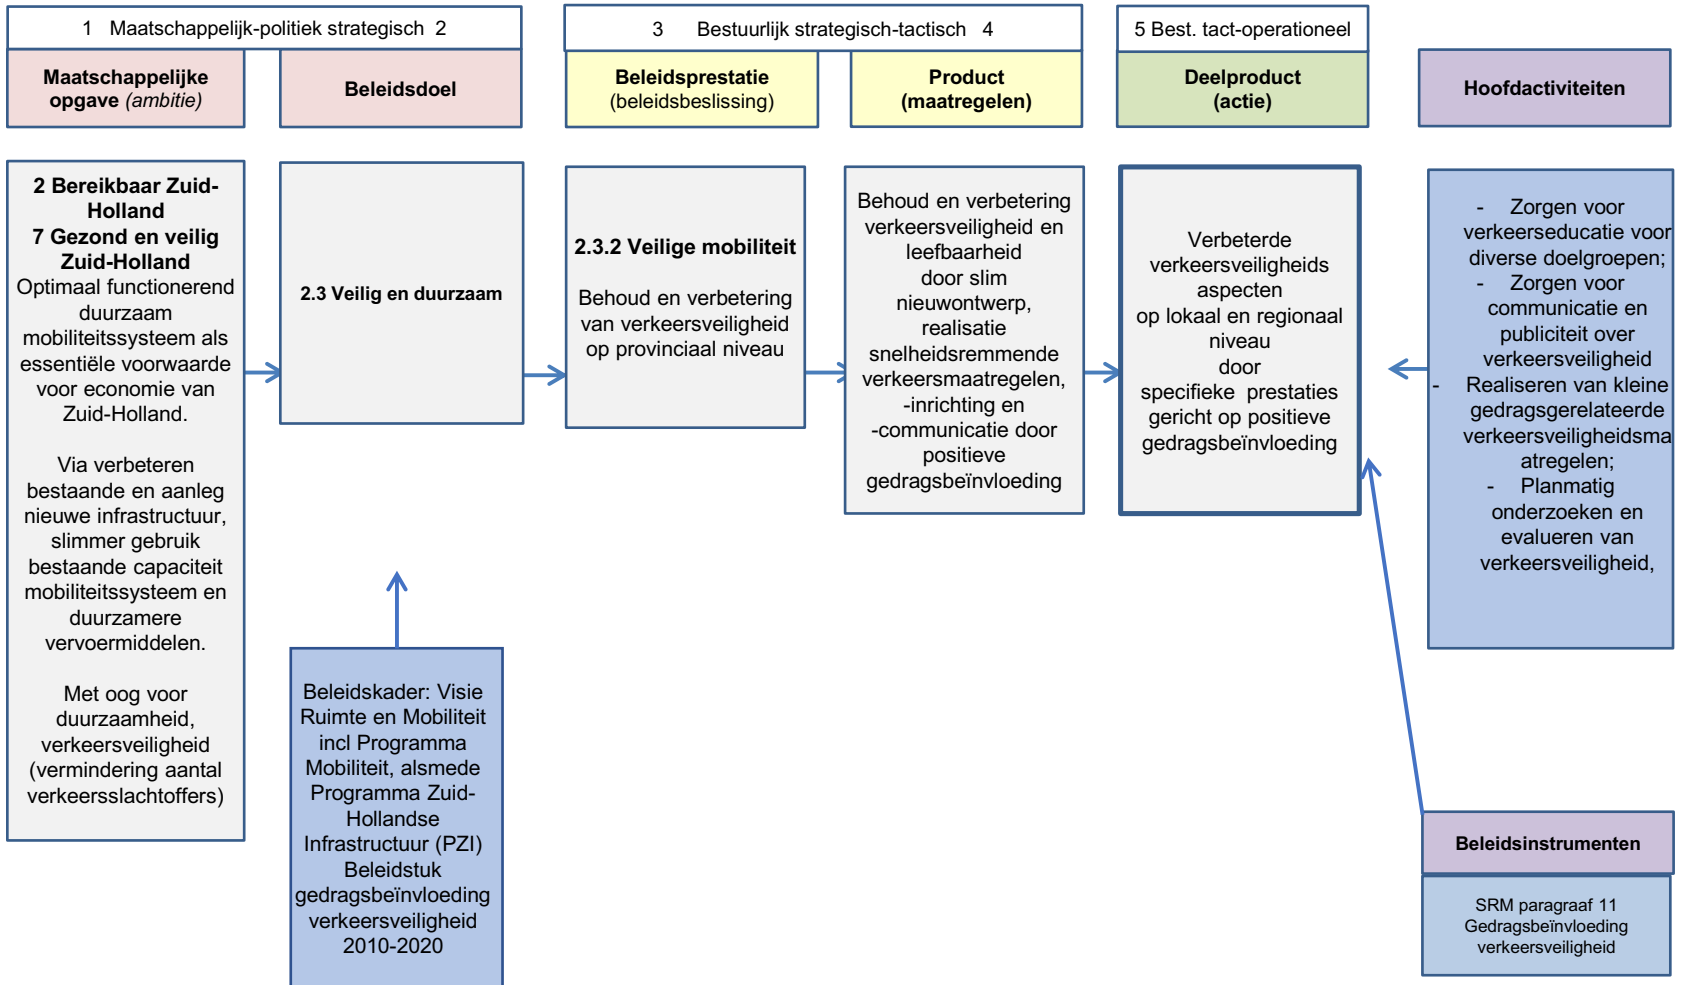 1 Maatschappelijk-politiek strategisch 2
3 Bestuurlijk strategisch-tactisch 4
5 Best. tact-operationeel
Maatschappelijke
opgave (ambitie)
Beleidsdoel
Beleidsprestatie
(beleidsbeslissing)
Product
(maatregelen)
Deelproduct
(actie)
Hoofdactiviteiten
2 Bereikbaar Zuid-
Holland
7 Gezond en veilig
Zuid-Holland
Optimaal functionerend
duurzaam
mobiliteitssysteem als
essentiële voorwaarde
voor economie van
Zuid-Holland.
Via verbeteren
bestaande en aanleg
nieuwe infrastructuur,
slimmer gebruik
bestaande capaciteit
mobiliteitssysteem en
duurzamere
vervoermiddelen.
Met oog voor
duurzaamheid,
verkeersveiligheid
(vermindering aantal
verkeersslachtoffers)
2.3 Veilig en duurzaam
2.3.2 Veilige mobiliteit
Behoud en verbetering
van verkeersveiligheid
op provinciaal niveau
Behoud en verbetering
verkeersveiligheid en
leefbaarheid
door slim
nieuwontwerp,
realisatie
snelheidsremmende
verkeersmaatregelen,
-inrichting en
-communicatie door
positieve
gedragsbeïnvloeding
Verbeterde
verkeersveiligheids
aspecten
op lokaal en regionaal
niveau
door
specifieke prestaties
gericht op positieve
gedragsbeïnvloeding
- Zorgen voor
verkeerseducatie voor
diverse doelgroepen;
- Zorgen voor
communicatie en
publiciteit over
verkeersveiligheid
- Realiseren van kleine
gedragsgerelateerde
verkeersveiligheidsma
atregelen;
- Planmatig
onderzoeken en
evalueren van
verkeersveiligheid,
Beleidskader: Visie
Ruimte en Mobiliteit
incl Programma
Mobiliteit, alsmede
Programma Zuid-
Hollandse
Infrastructuur (PZI)
Beleidstuk
gedragsbeïnvloeding
verkeersveiligheid
2010-2020
Beleidsinstrumenten
SRM paragraaf 11
Gedragsbeïnvloeding
verkeersveiligheid